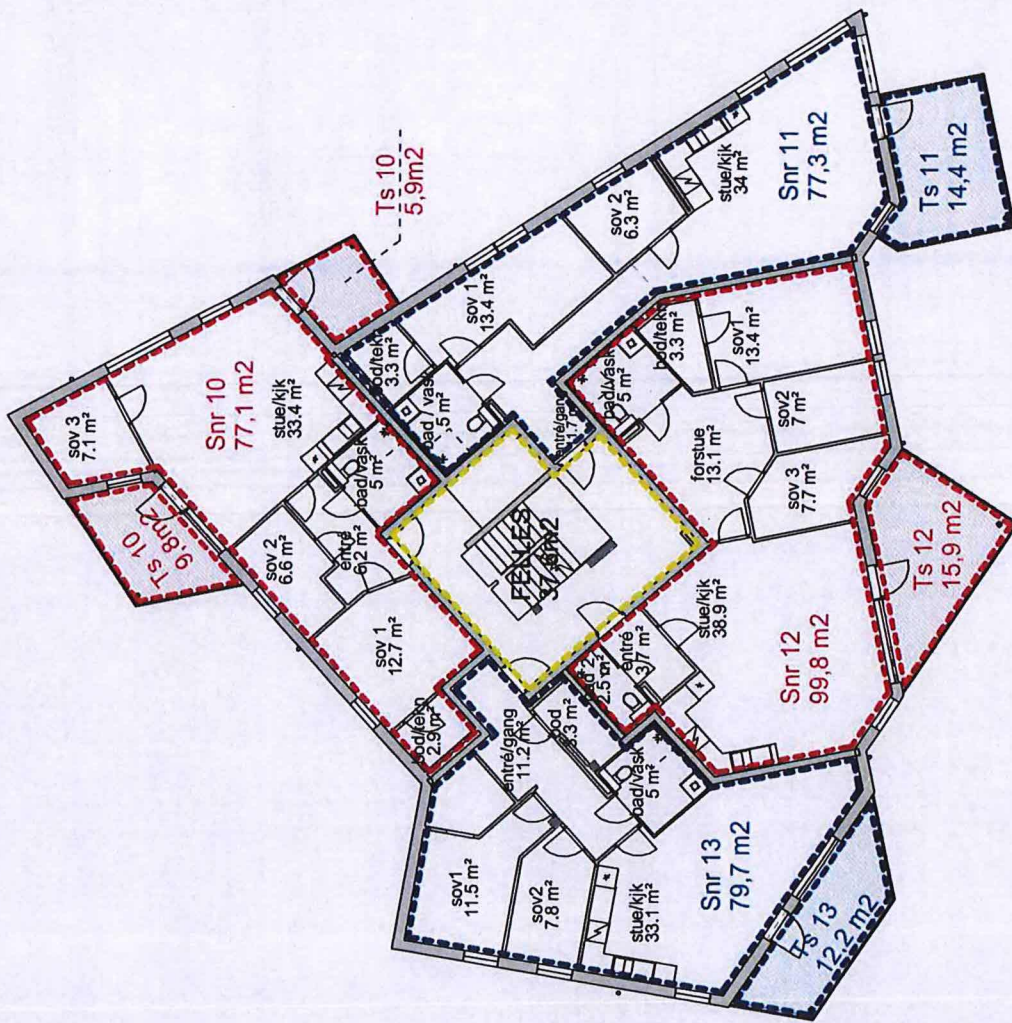 Ts 10
5,9m2
sov 3
7.1 m²
Snr 10
77,1 m2
stue/kjk
33.4 m²
Ts 10
9,8m2
sov 2
6.6 m²
entré
6.2 m²
bad/vask
5 m²
sov 1
12.7 m²
bod/tekn
2.9 m²
Snr 11
77,3 m2
stue/kjk
34 m²
sov 2
6.3 m²
sov 1
13.4 m²
bod/tekn
3.3 m²
bad / vask
5 m²
entré/gang
Ts 11
14,4 m2
FELLES
bad/vask
5 m²
bod/tekn
3.3 m²
sov1
13.4 m²
sov2
7 m²
forstue
13.1 m²
sov 3
7.7 m²
Ts 12
15,9 m2
Snr 12
99,8 m2
stue/kjk
38.9 m²
entré
3.7 m²
2.5 m²
entré/gang
11.2 m²
bad/vask
5 m²
sov1
11.5 m²
sov2
7.8 m²
stue/kjk
33.1 m²
Snr 13
79,7 m2
Ts 13
12,2 m2